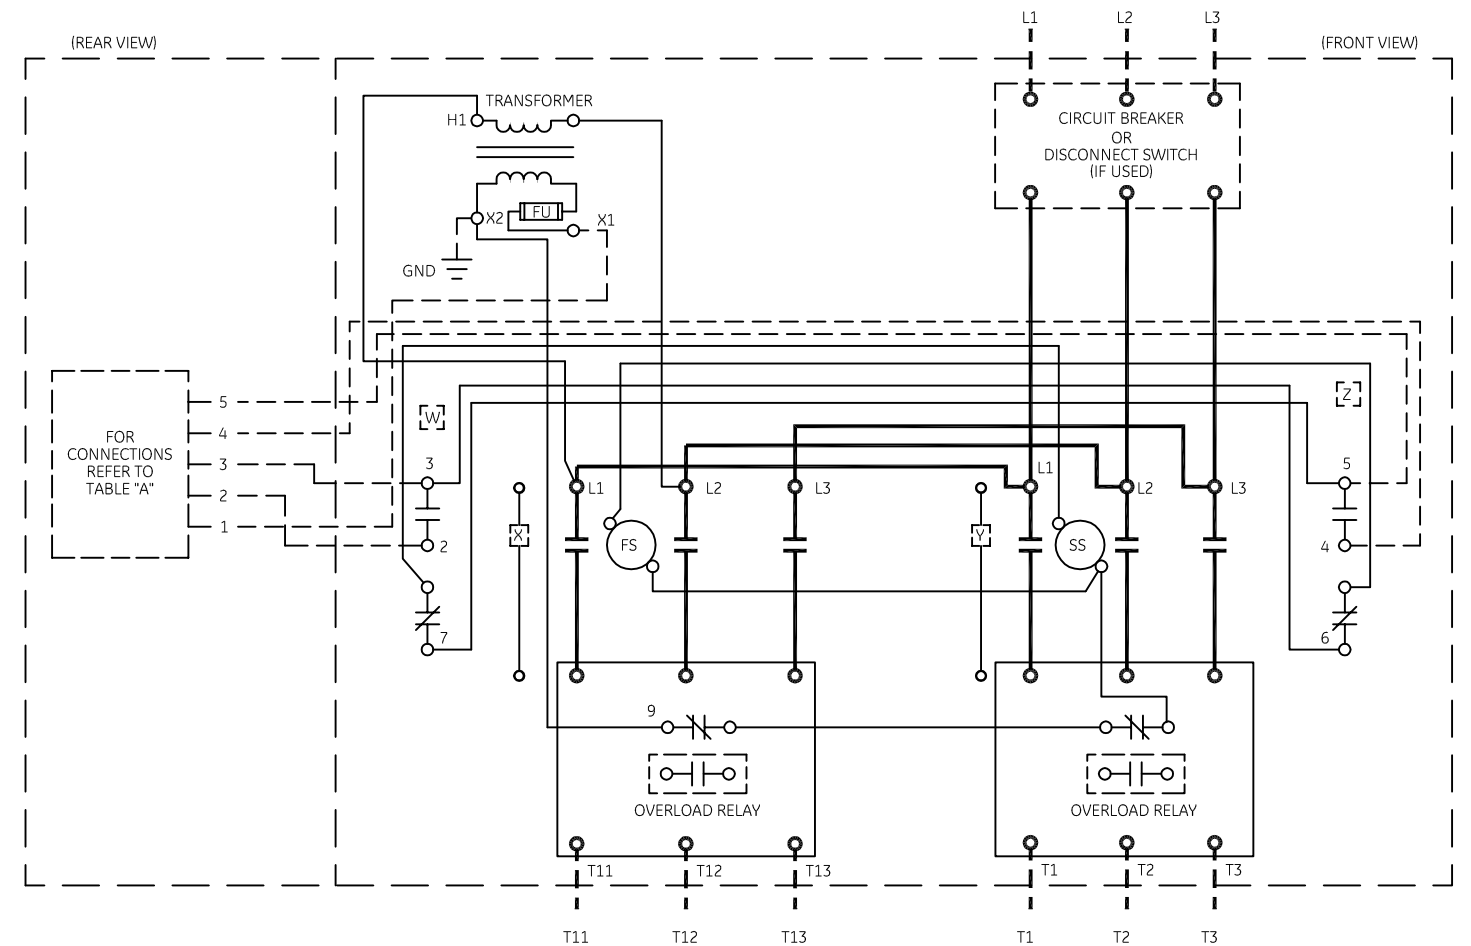 L1 L2 L3
(REAR VIEW)
(FRONT VIEW)
TRANSFORMER
H1
CIRCUIT BREAKER
OR
DISCONNECT SWITCH
(IF USED)
FU
X2
X1
GND
5
4
3
2
1
FOR
CONNECTIONS
REFER TO
TABLE "A"
W
Z
3
5
L1
L1 L2 L3
L2 L3
X
FS
Y
SS
2
4
7
6
9
OVERLOAD RELAY
OVERLOAD RELAY
T11 T12 T13
T1 T2 T3
T11 T12 T13
T1 T2 T3